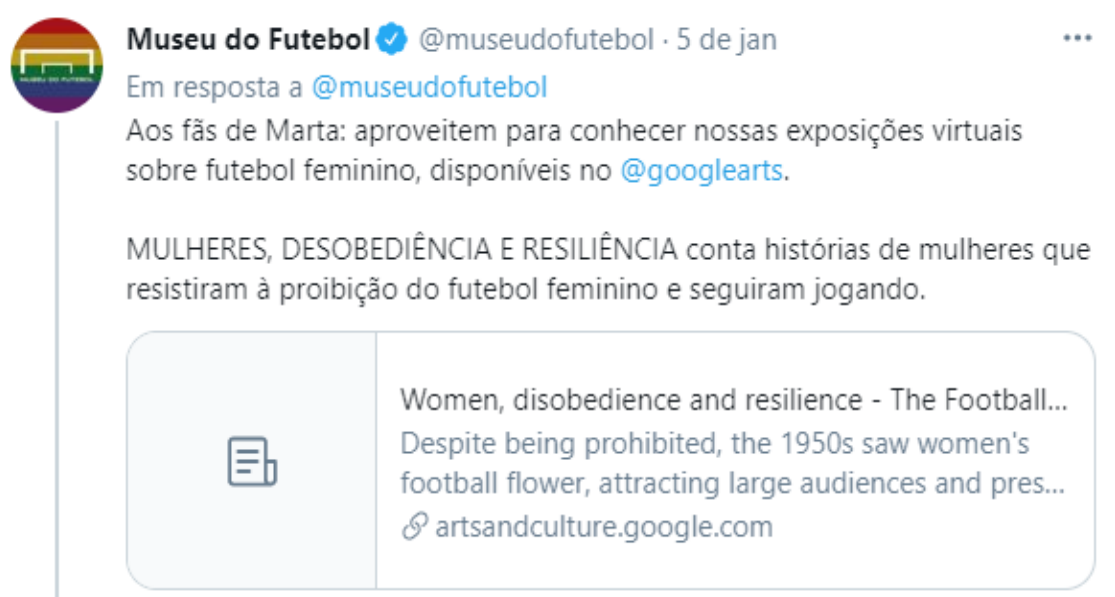 Museu do Futebol @museudofutebol · 5 de jan
MUSEU DO FUTEBOL
Em resposta a @museudofutebol
Aos fãs de Marta: aproveitem para conhecer nossas exposições virtuais
sobre futebol feminino, disponíveis no @googlearts.
MULHERES, DESOBEDIÊNCIA E RESILIÊNCIA conta histórias de mulheres que
resistiram à proibição do futebol feminino e seguiram jogando.
Women, disobedience and resilience - The Football...
Despite being prohibited, the 1950s saw women's
football flower, attracting large audiences and pres...
artsandculture.google.com